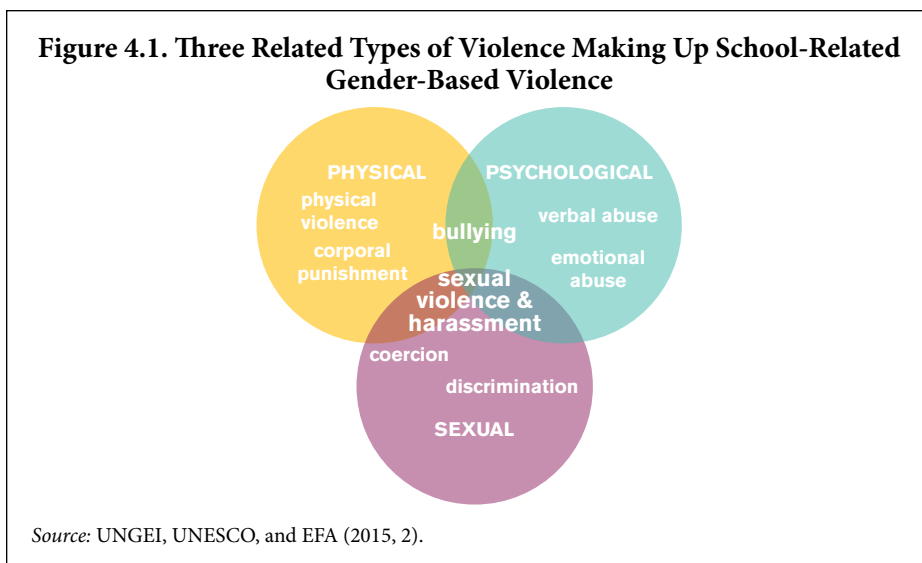 Figure 4.1. Three Related Types of Violence Making Up School-Related
Gender-Based Violence
PHYSICAL
physical
violence
corporal
punishment
PSYCHOLOGICAL
verbal abuse
emotional
abuse
bullying
sexual
violence &
harassment
coercion
discrimination
SEXUAL
Source: UNGEI, UNESCO, and EFA (2015, 2).